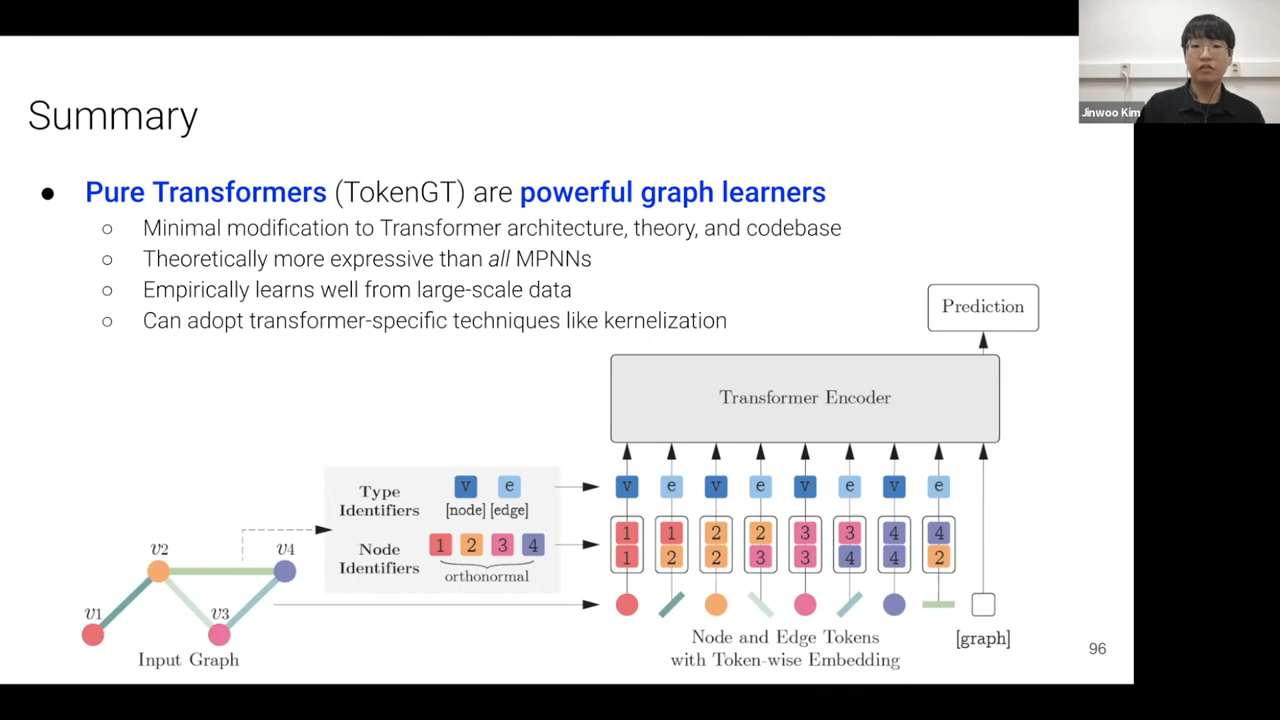 Jinwoo Kim
Summary
● Pure Transformers (TokenGT) are powerful graph learners
○ Minimal modification to Transformer architecture, theory, and codebase
○ Theoretically more expressive than all MPNNs
○ Empirically learns well from large-scale data
○ Can adopt transformer-specific techniques like kernelization
Prediction
Transformer Encoder
Type
Identifiers
v e
[node] [edge]
Node
Identifiers
1 2 3 4
orthonormal
v e v e v e v e
1 1 2 2 3 3 4 4
1 2 2 3 3 4 4 2
v2 v4
v1 v3
Input Graph
Node and Edge Tokens
with Token-wise Embedding
[graph]
96